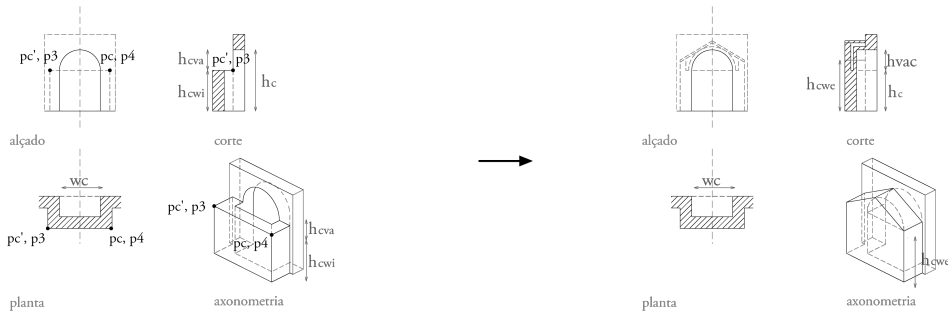 pc', p3
pc, p4
hcva
hcwi
pc', p3
hc
alçado
corte
wc
pc', p3
pc, p4
pc', p3
pc, p4
hcva
hcwi
planta
axonometria
hcwe
hvac
hc
alçado
corte
wc
hcwe
planta
axonometria